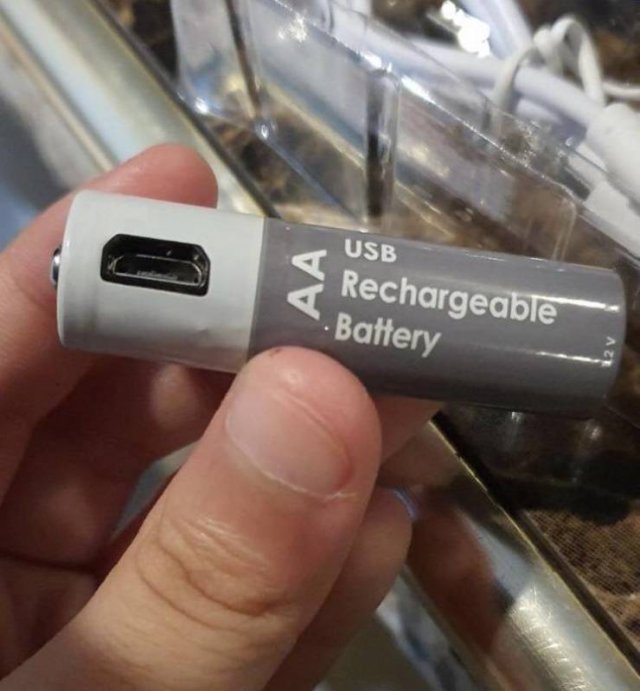 AA
USB
Rechargeable
Battery